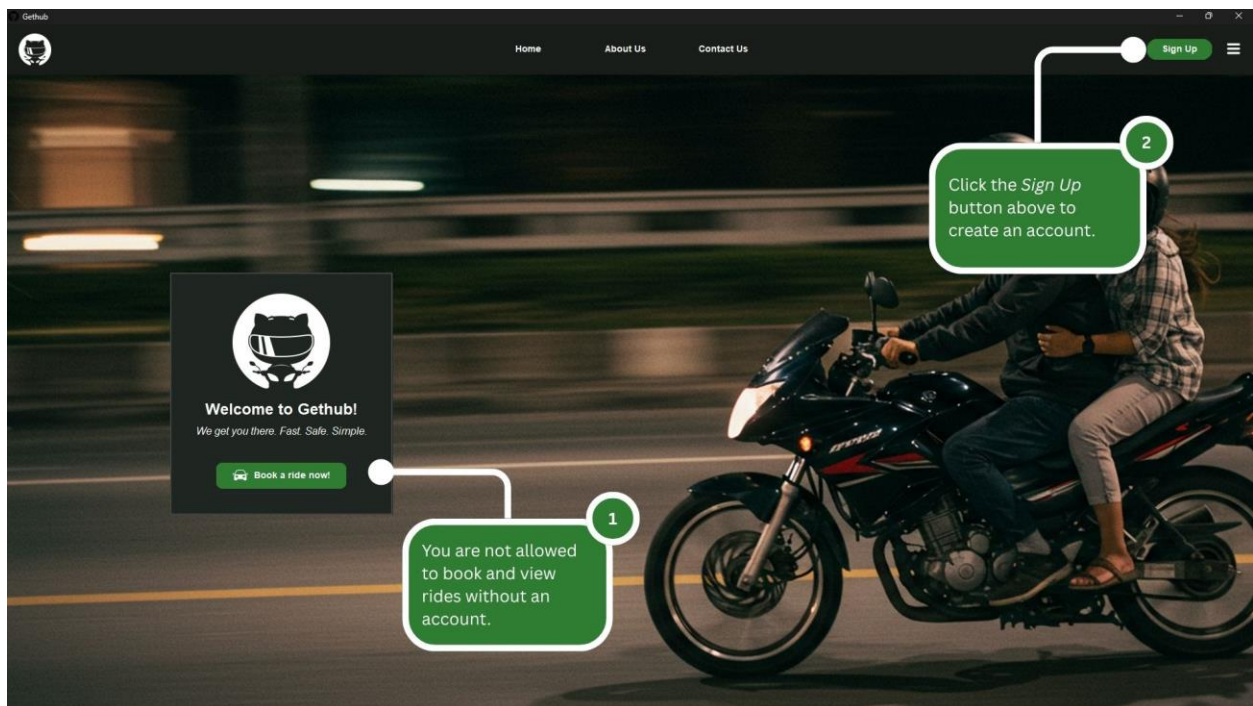 Gethub
Home About Us Contact Us Sign Up
2
Click the Sign Up
button above to
create an account.
Welcome to Gethub!
We get you there. Fast. Safe. Simple.
Book a ride now!
1
You are not allowed
to book and view
rides without an
account.